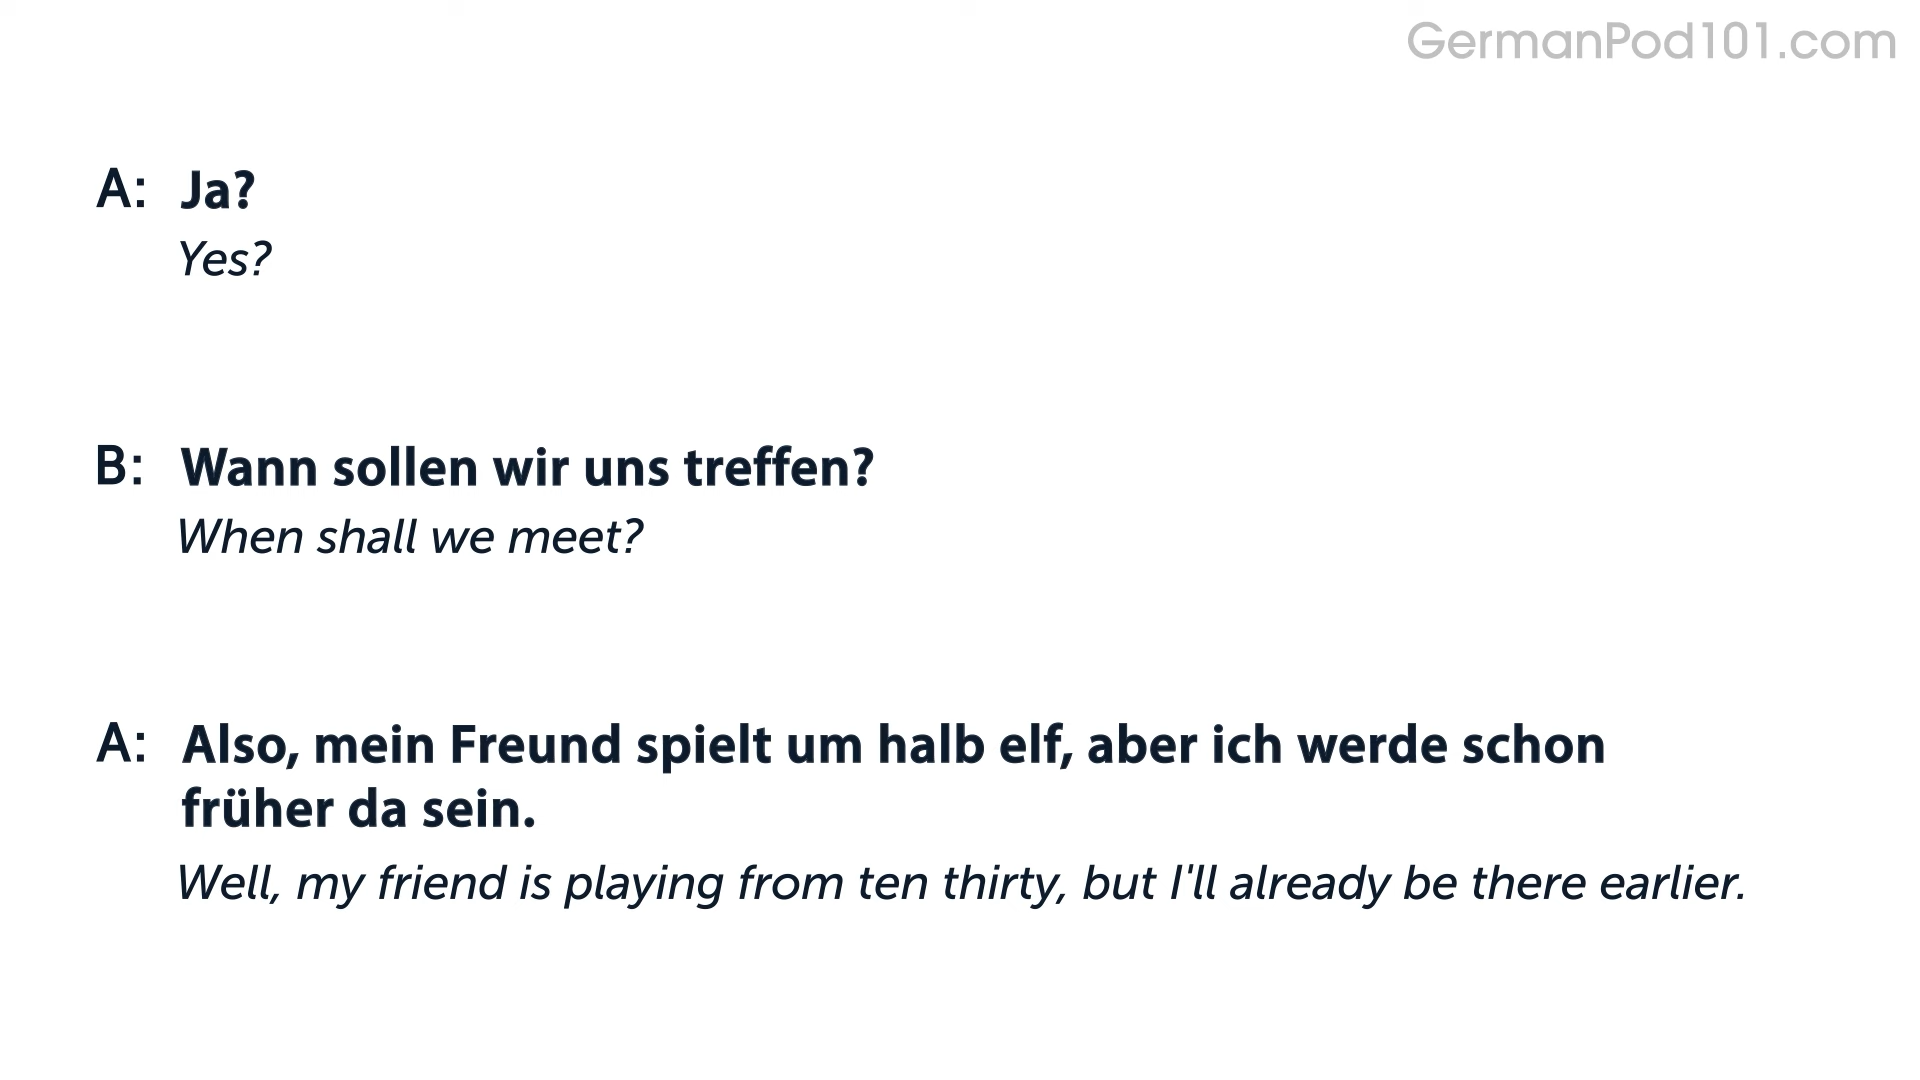 GermanPod101.com
A: Ja?
Yes?
B: Wann sollen wir uns treffen?
When shall we meet?
A: Also, mein Freund spielt um halb elf, aber ich werde schon
früher da sein.
Well, my friend is playing from ten thirty, but I'll already be there earlier.